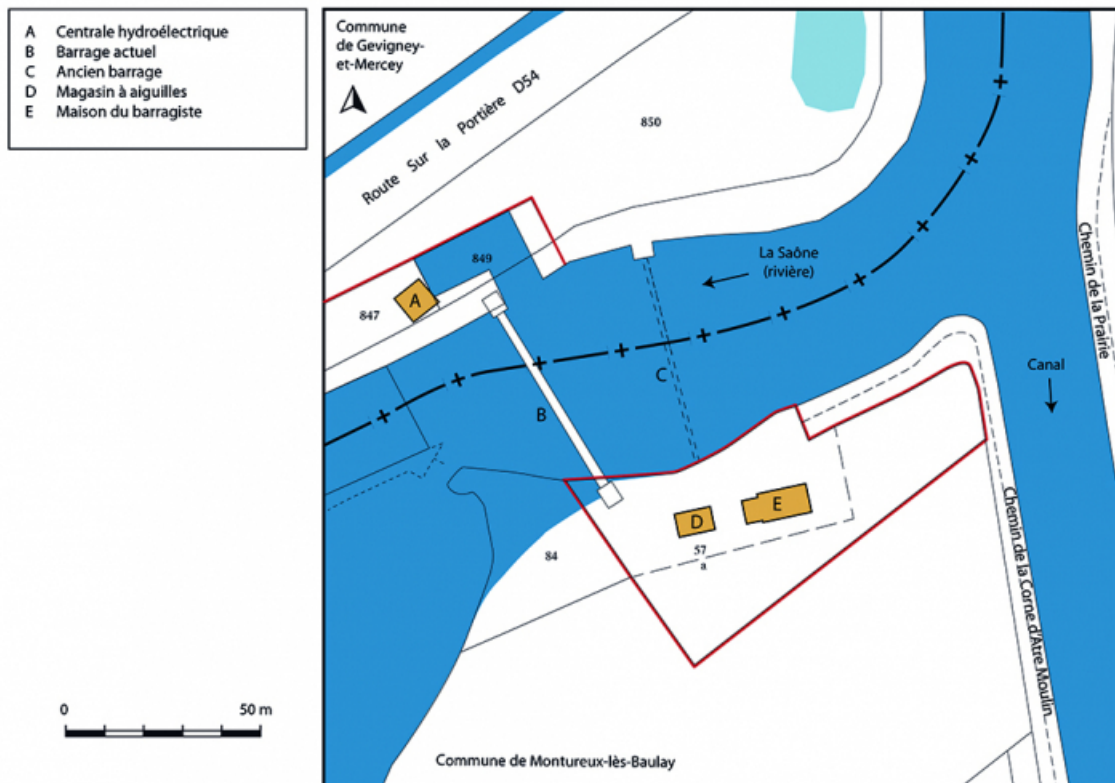 A Centrale hydroélectrique
B Barrage actuel
C Ancien barrage
D Magasin à aiguilles
E Maison du barragiste
0 50 m
Commune
de Gevigney-
et-Mercey
Route Sur la Portière D54
850
849
847
A
B
C
La Saône
(rivière)
Chemin de la Prairie
Canal
D
E
57
a
84
Chemin de la Corne d'Atre Moulin
Commune de Montureux-lès-Baulay